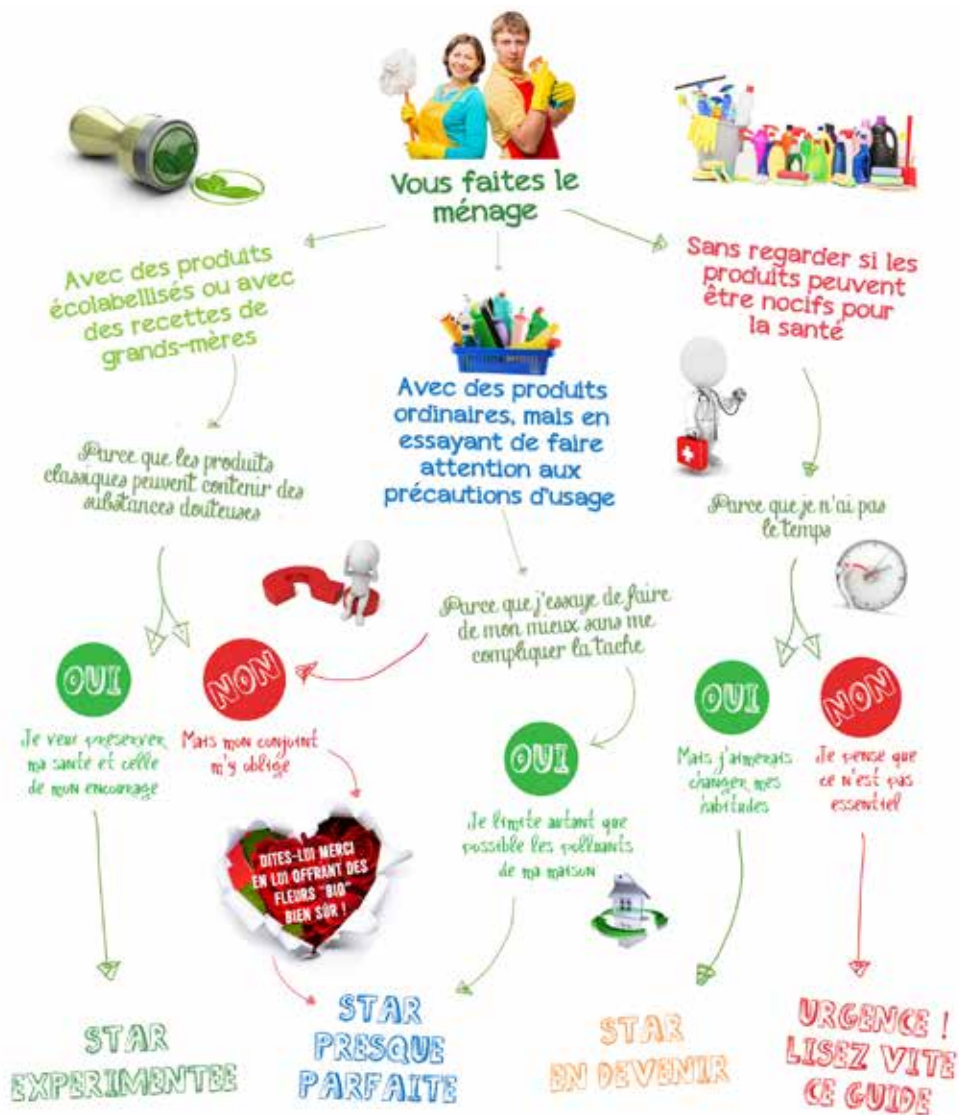 Vous faites le
ménage
Avec des produits
écolabellisés ou avec
des recettes de
grands-mères
Sans regarder si les
produits peuvent
être nocifs pour
la santé
Avec des produits
ordinaires, mais en
essayant de faire
attention aux
précautions d'usage
Parce que les produits
classiques peuvent contenir des
substances douteuses
Parce que je n'ai pas
le temps
Parce que j'essaye de faire
de mon mieux sans me
compliquer la tache
OUI
Je veux préserver
ma santé et celle
de mon encourage
NON
Mais mon conjoint
m'y oblige
OUI
Je limite autant que
possible les polluants
de ma maison
OUI
Mais j'aimerais
changer mes
habitudes
NON
Je pense que
ce n'est pas
essentiel
DITES-LUI MERCI
EN LUI OFFRANT DES
FLEURS "BIO"
BIEN SÛR !
STAR
EXPERIMENTEE
STAR
PRESQUE
PARFAITE
STAR
EN DEVENIR
URGENCE !
LISEZ VITE
CE GUIDE